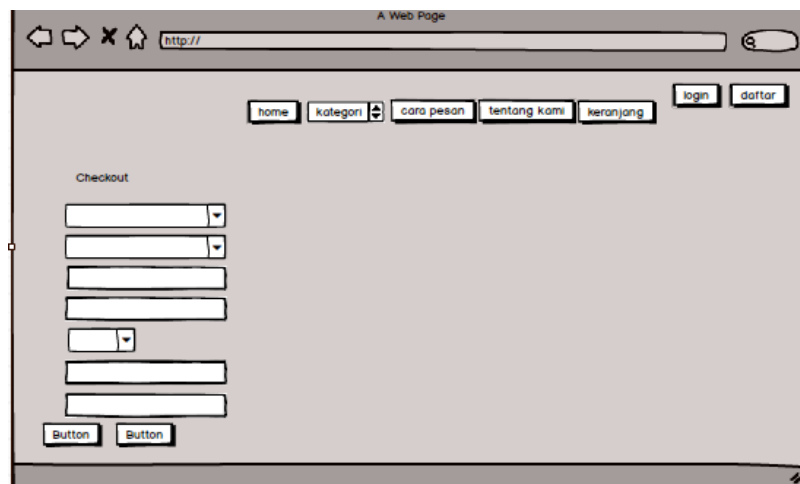 A Web Page
http://
login daftar
home kategori cara pesan tentang kami keranjang
Checkout
Button Button